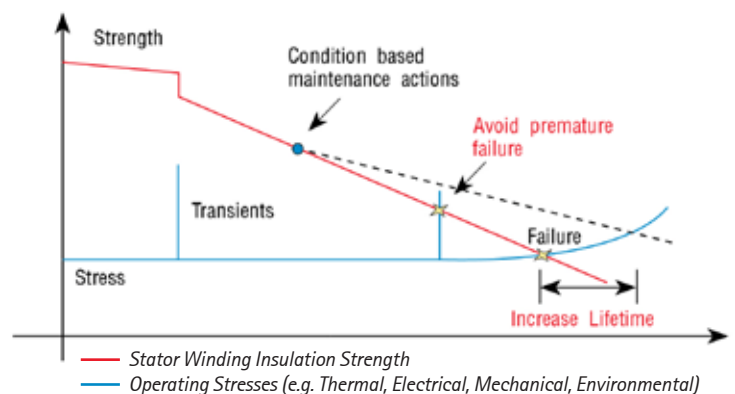 Strength
Condition based
maintenance actions
Avoid premature
failure
Transients
Failure
Stress
Increase Lifetime
Stator Winding Insulation Strength
Operating Stresses (e.g. Thermal, Electrical, Mechanical, Environmental)